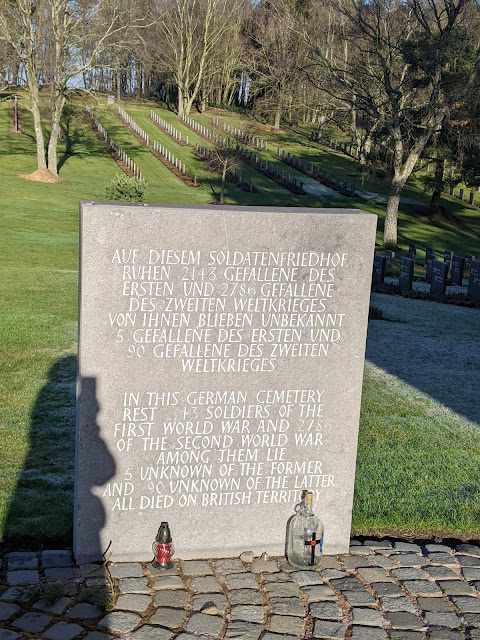 AUF DIESEM SOLDATENFRIEDHOF
RUHEN 2143 GEFALLENE DES
ERSTEN UND 2786 GEFALLENE
DES ZWEITEN WELTKRIEGES
VON IHNEN BLIEBEN UNBEKANNT
5 GEFALLENE DES ERSTEN UND
90 GEFALLENE DES ZWEITEN
WELTKRIEGES
IN THIS GERMAN CEMETERY
REST 43 SOLDIERS OF THE
FIRST WORLD WAR AND 2786
OF THE SECOND WORLD WAR
AMONG THEM LIE
5 UNKNOWN OF THE FORMER
AND 90 UNKNOWN OF THE LATTER
ALL DIED ON BRITISH TERRITORY